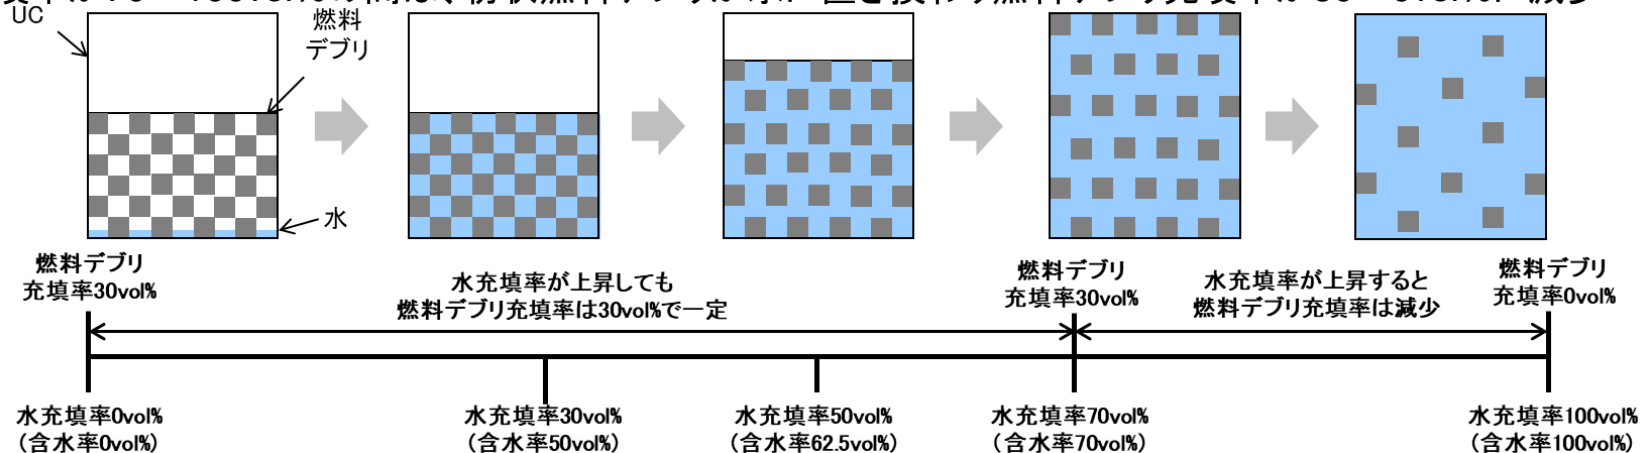 UC
燃料
デブリ
水
燃料デブリ
充填率30vol%
水充填率が上昇しても
燃料デブリ充填率は30vol%で一定
燃料デブリ
充填率30vol%
水充填率が上昇すると
燃料デブリ充填率は減少
燃料デブリ
充填率0vol%
水充填率0vol%
(含水率0vol%)
水充填率30vol%
(含水率50vol%)
水充填率50vol%
(含水率62.5vol%)
水充填率70vol%
(含水率70vol%)
水充填率100vol%
(含水率100vol%)